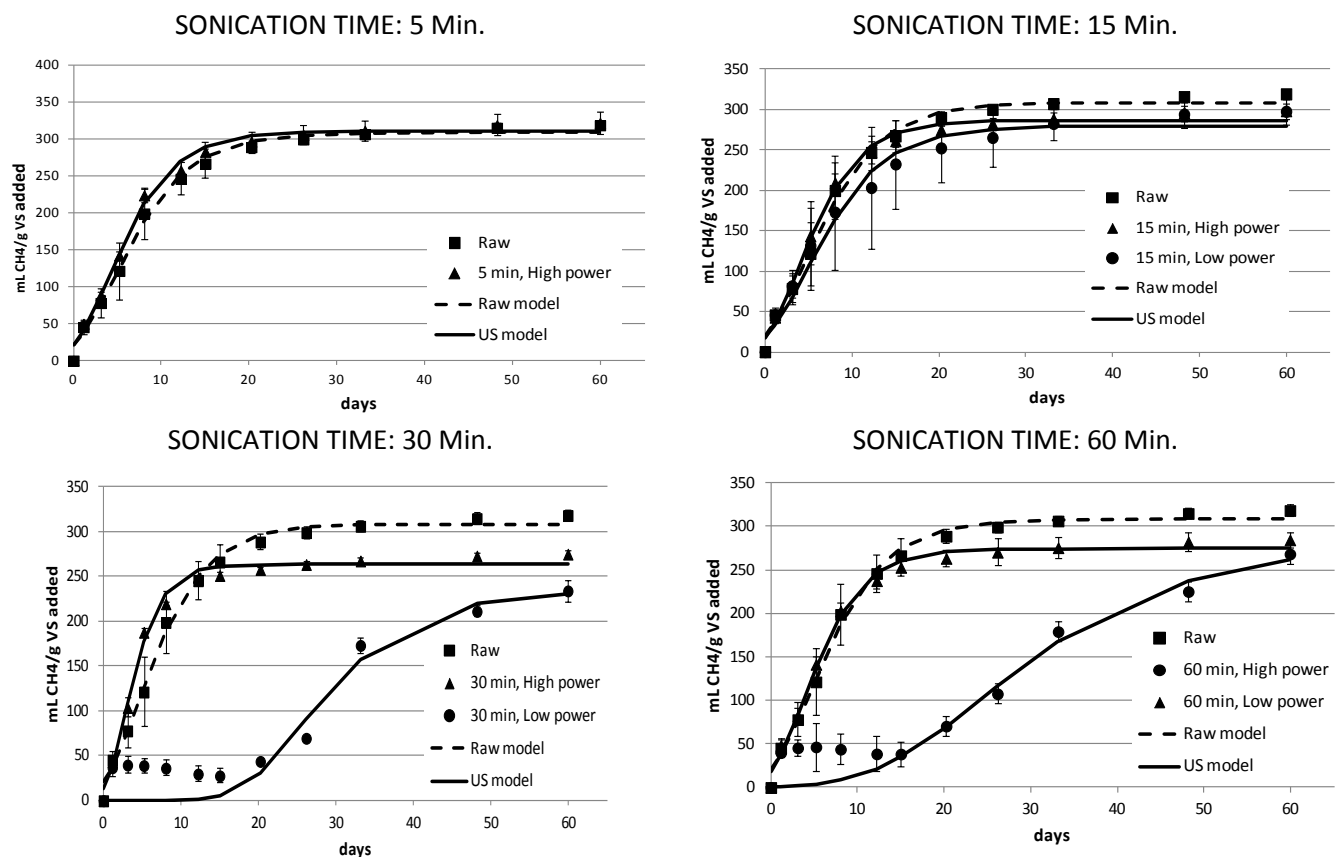 SONICATION TIME: 5 Min.
mL CH4/g VS added
400
350
300
250
200
150
100
50
0
0 10 20 30 40 50 60
days
Raw
5 min, High power
Raw model
US model
SONICATION TIME: 15 Min.
mL CH4/g VS added
350
300
250
200
150
100
50
0
0 10 20 30 40 50 60
days
Raw
15 min, High power
15 min, Low power
Raw model
US model
SONICATION TIME: 30 Min.
mL CH4/g VS added
350
300
250
200
150
100
50
0
0 10 20 30 40 50 60
days
Raw
30 min, High power
30 min, Low power
Raw model
US model
SONICATION TIME: 60 Min.
mL CH4/g VS added
350
300
250
200
150
100
50
0
0 10 20 30 40 50 60
days
Raw
60 min, High power
60 min, Low power
Raw model
US model